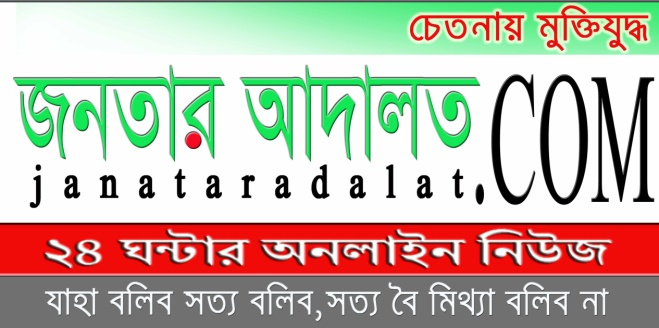 চেতনায় মুক্তিযুদ্ধ
জনতার আদালত.COM
janataradalat
২৪ ঘন্টার অনলাইন নিউজ
যাহা বলিব সত্য বলিব,সত্য বৈ মিথ্যা বলিব না